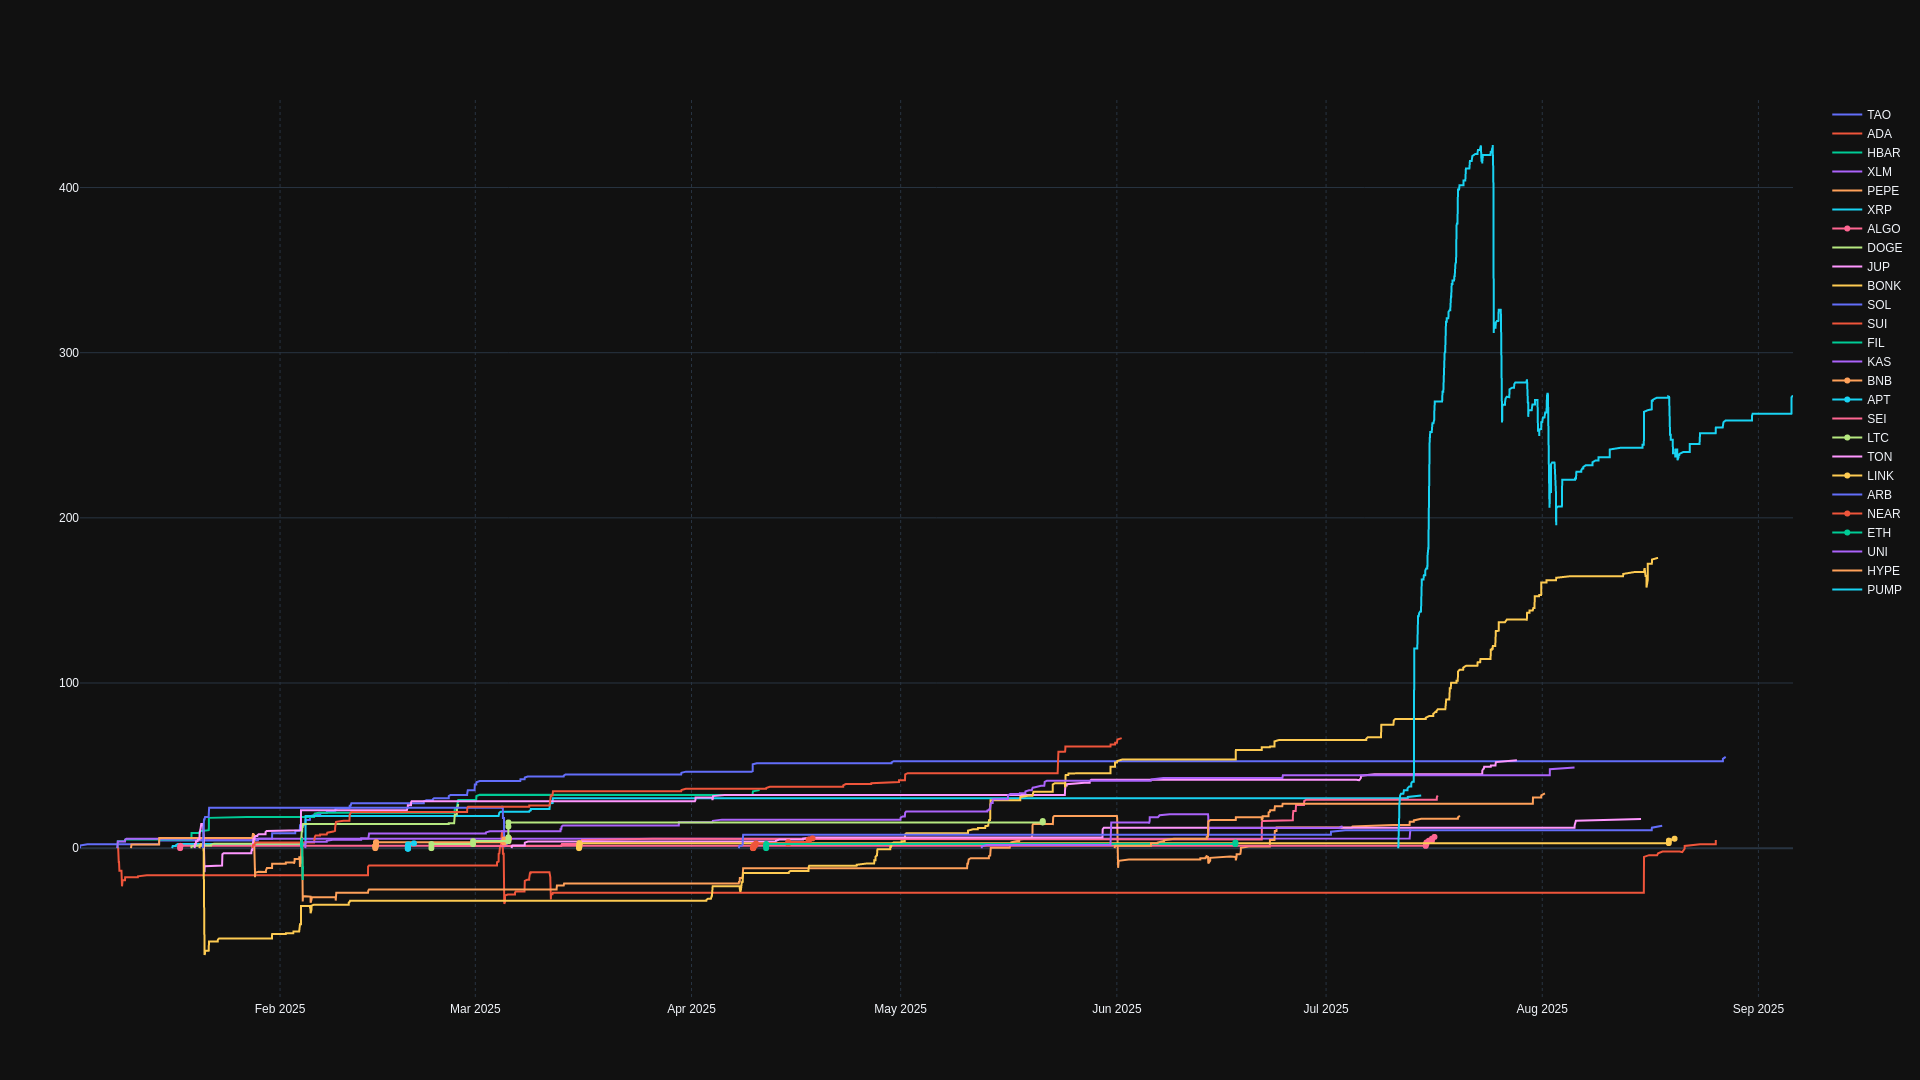 400
300
200
100
0
Feb 2025
Mar 2025
Apr 2025
May 2025
Jun 2025
Jul 2025
Aug 2025
Sep 2025
TAO
ADA
HBAR
XLM
PEPE
XRP
ALGO
DOGE
JUP
BONK
SOL
SUI
FIL
KAS
BNB
APT
SEI
LTC
TON
LINK
ARB
NEAR
ETH
UNI
HYPE
PUMP